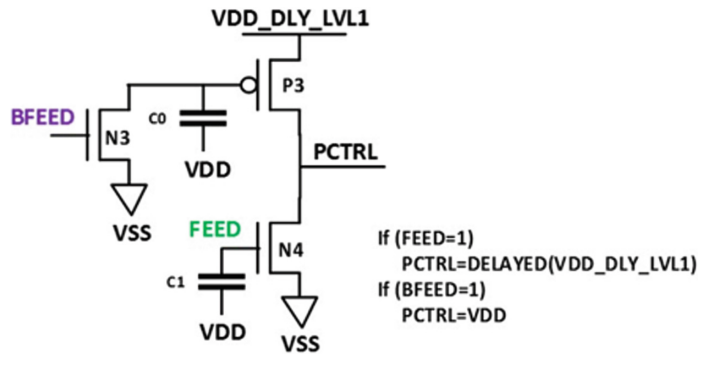 VDD_DLY_LVL1
P3
BFEED
N3
C0
VDD
PCTRL
VSS
FEED
N4
C1
VDD
VSS
If (FEED=1)
PCTRL=DELAYED(VDD_DLY_LVL1)
If (BFEED=1)
PCTRL=VDD